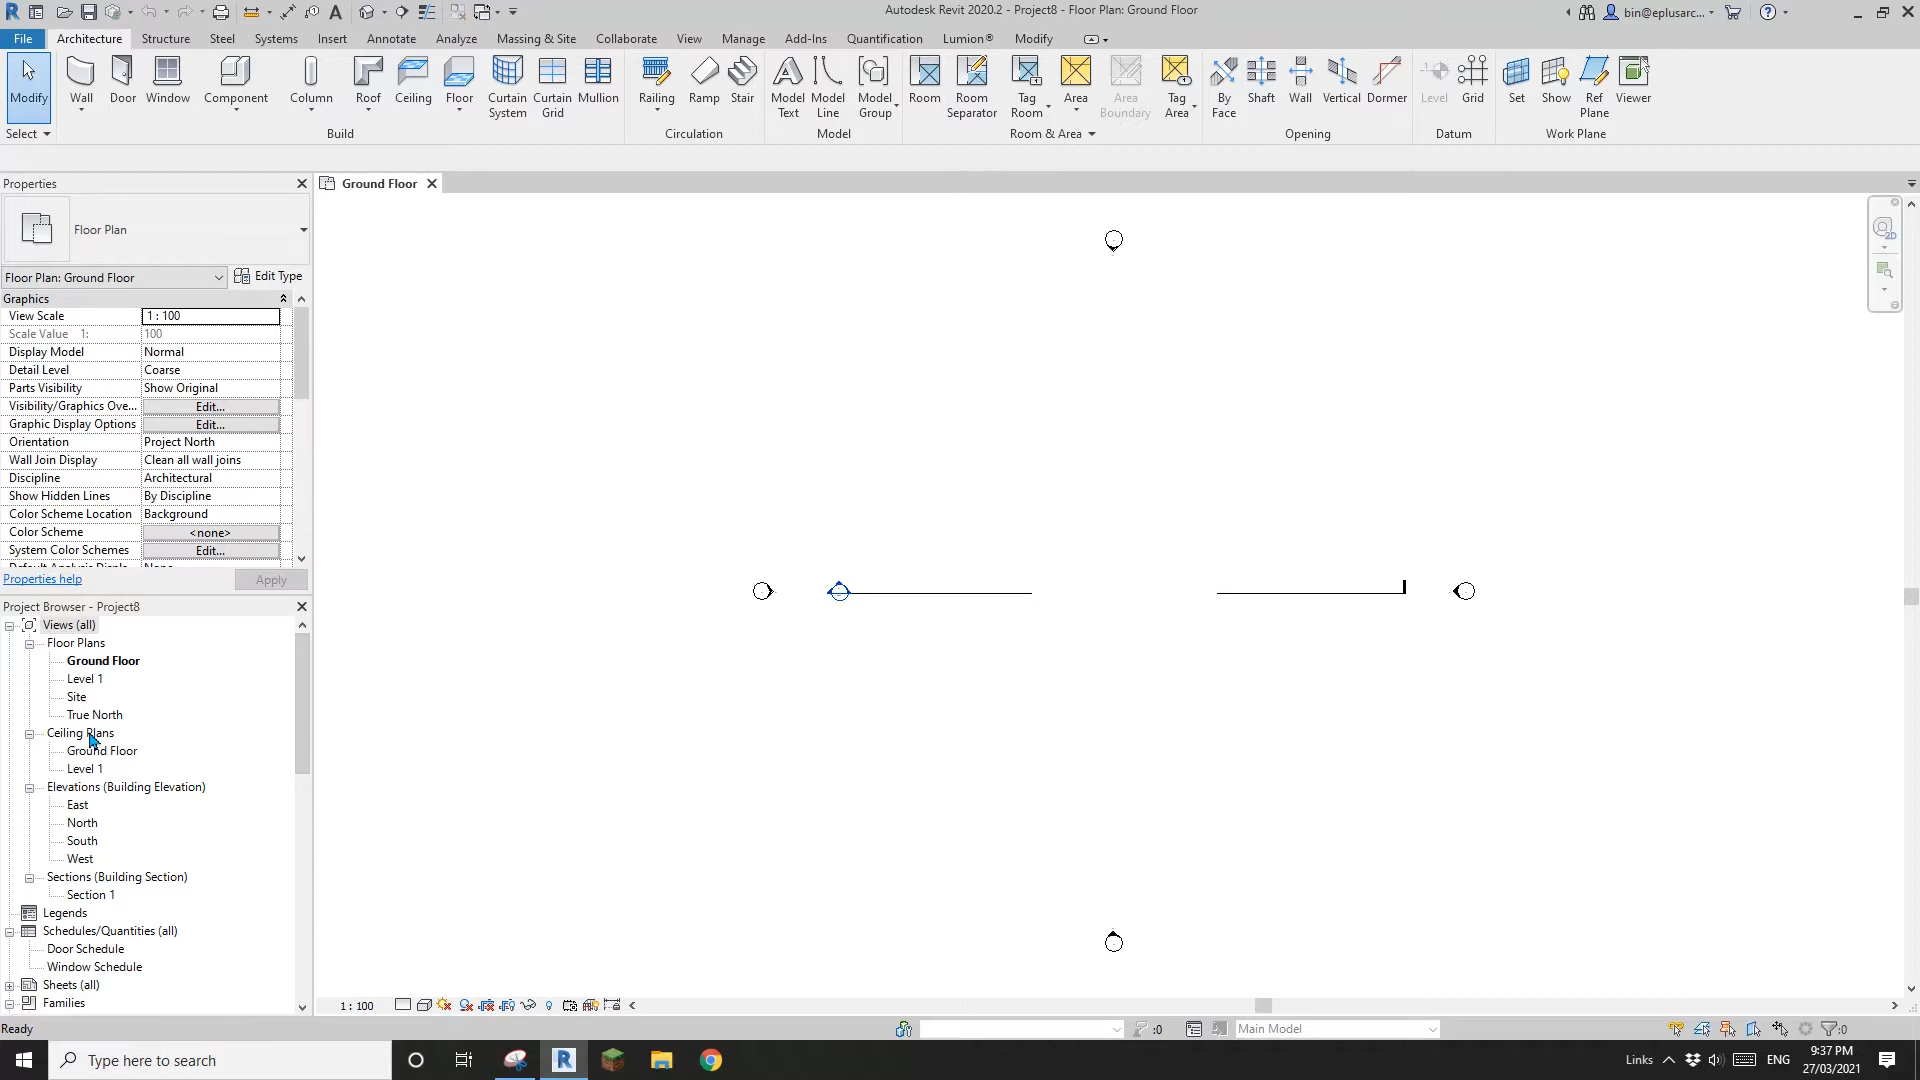 Autodesk Revit 2020.2 - Project8 - Floor Plan: Ground Floor
bin@eplusarc...
File Architecture Structure Steel Systems Insert Annotate Analyze Massing & Site Collaborate View Manage Add-Ins Quantification Lumion® Modify
Modify Wall Door Window Component Column Roof Ceiling Floor Curtain System Curtain Grid Mullion Railing Ramp Stair Model Text Model Line Model Group Room Room Separator Tag Room Area Area Boundary Tag Area By Face Shaft Wall Vertical Dormer Level Grid Set Show Ref Plane Viewer
Select Build Circulation Model Room & Area Opening Datum Work Plane
Properties
Ground Floor
Floor Plan
Floor Plan: Ground Floor Edit Type
Graphics
View Scale 1 : 100
Scale Value 1: 100
Display Model Normal
Detail Level Coarse
Parts Visibility Show Original
Visibility/Graphics Ove... Edit...
Graphic Display Options Edit...
Orientation Project North
Wall Join Display Clean all wall joins
Discipline Architectural
Show Hidden Lines By Discipline
Color Scheme Location Background
Color Scheme <none>
System Color Schemes Edit...
Properties help Apply
Project Browser - Project8
Views (all)
Floor Plans
Ground Floor
Level 1
Site
True North
Ceiling Plans
Ground Floor
Level 1
Elevations (Building Elevation)
East
North
South
West
Sections (Building Section)
Section 1
Legends
Schedules/Quantities (all)
Door Schedule
Window Schedule
Sheets (all)
Families
2D
1 : 100
Ready
:0
Main Model
:0
Type here to search
Links
ENG
9:37 PM
27/03/2021